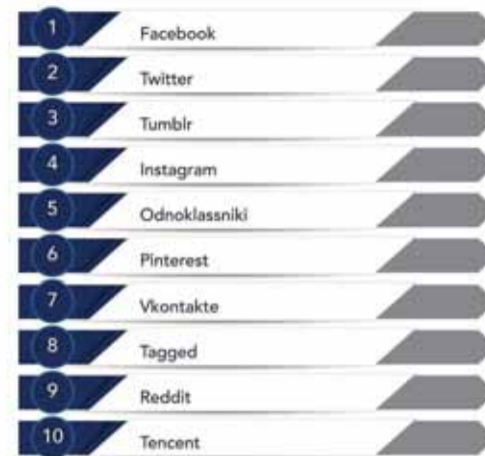 1 Facebook
2 Twitter
3 Tumblr
4 Instagram
5 Odnoklassniki
6 Pinterest
7 Vkontakte
8 Tagged
9 Reddit
10 Tencent